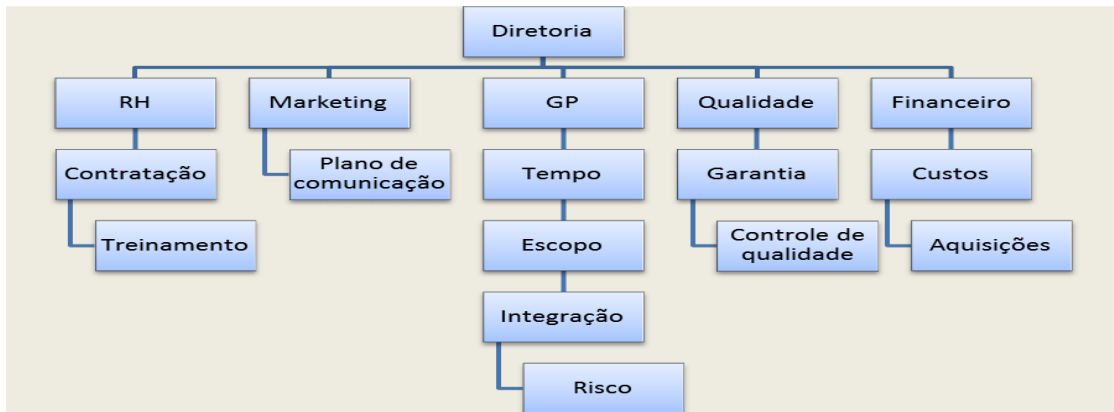 Diretoria
RH
Marketing
GP
Qualidade
Financeiro
Contratação
Plano de
comunicação
Tempo
Garantia
Custos
Treinamento
Escopo
Controle de
qualidade
Aquisições
Integração
Risco